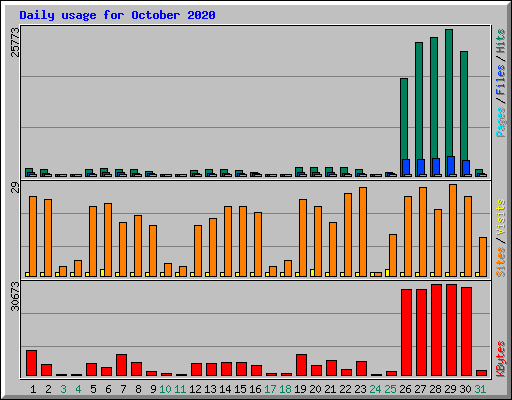 Daily usage for October 2020
25773
Pages / Files / Hits
29
Sites / Visits
30673
KBytes
1 2 3 4 5 6 7 8 9 10 11 12 13 14 15 16 17 18 19 20 21 22 23 24 25 26 27 28 29 30 31